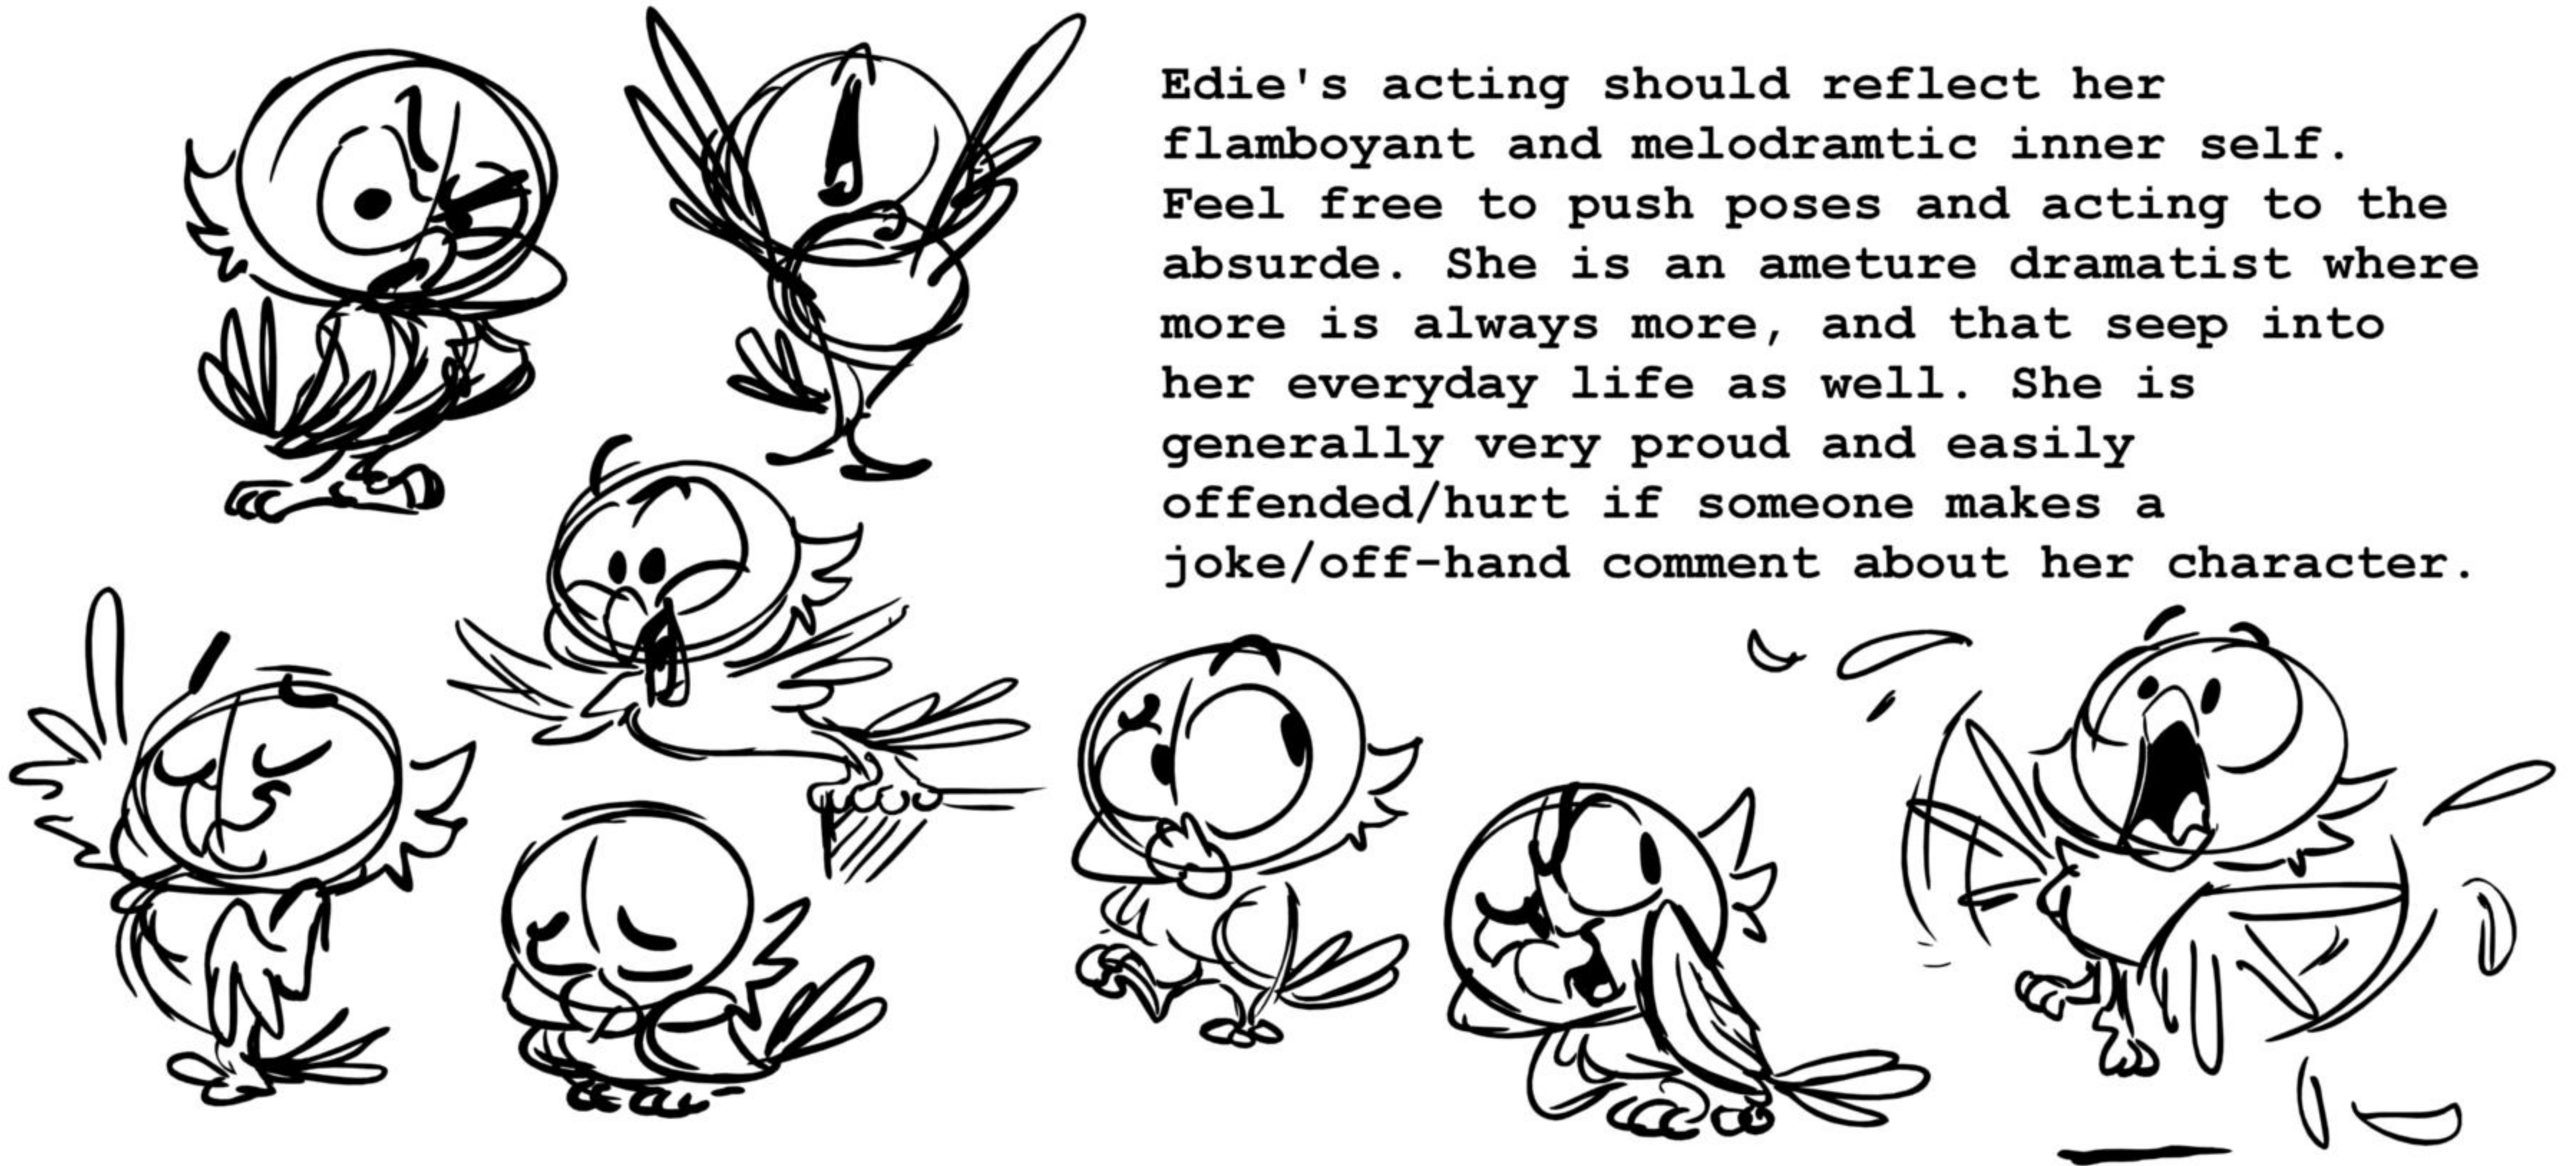 Edie's acting should reflect her
flamboyant and melodramtic inner self.
Feel free to push poses and acting to the
absurde. She is an ameture dramatist where
more is always more, and that seep into
her everyday life as well. She is
generally very proud and easily
offended/hurt if someone makes a
joke/off-hand comment about her character.